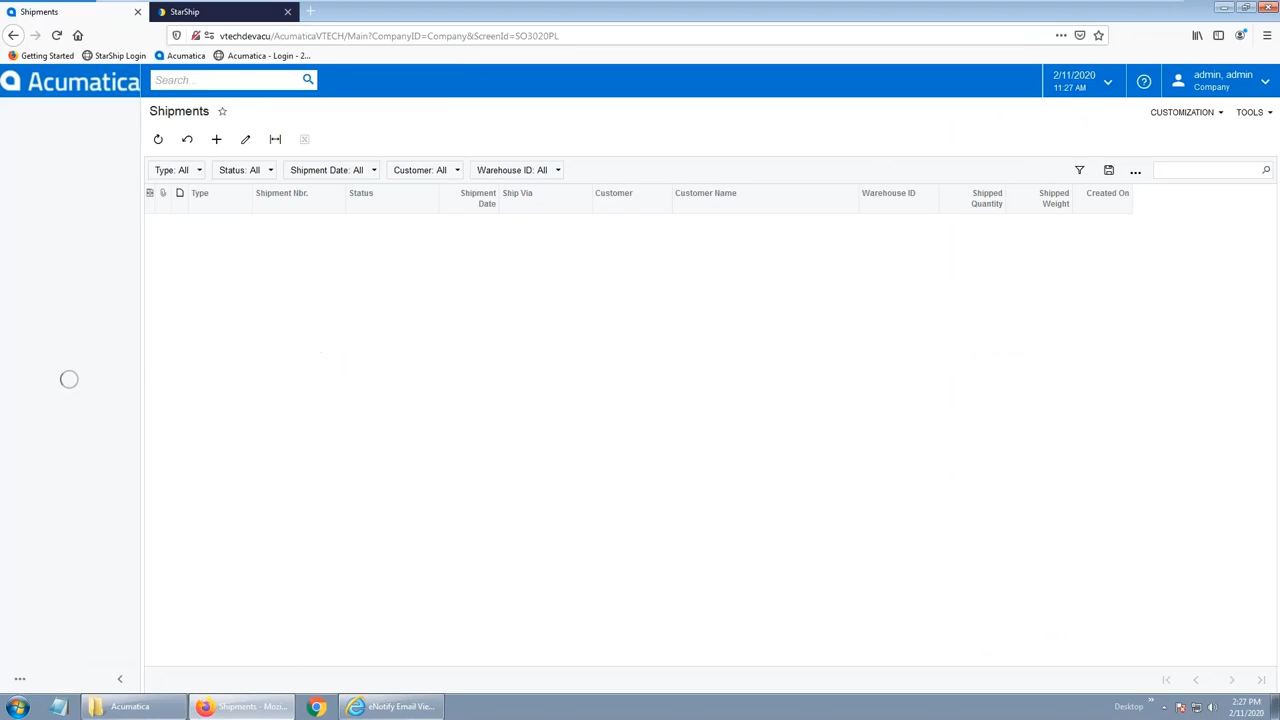 Shipments
StarShip
vtechdevacu/AcumaticaVTECH/Main?CompanyID=Company&ScreenId=SO3020PL
Getting Started
StarShip Login
Acumatica
Acumatica - Login - 2...
Acumatica
Search...
2/11/2020
11:27 AM
admin, admin
Company
Shipments
CUSTOMIZATION
TOOLS
Type: All
Status: All
Shipment Date: All
Customer: All
Warehouse ID: All
Type
Shipment Nbr.
Status
Shipment Date
Ship Via
Customer
Customer Name
Warehouse ID
Shipped Quantity
Shipped Weight
Created On
Acumatica
Shipments - Mozi...
eNotify Email Vie...
Desktop
2:27 PM
2/11/2020